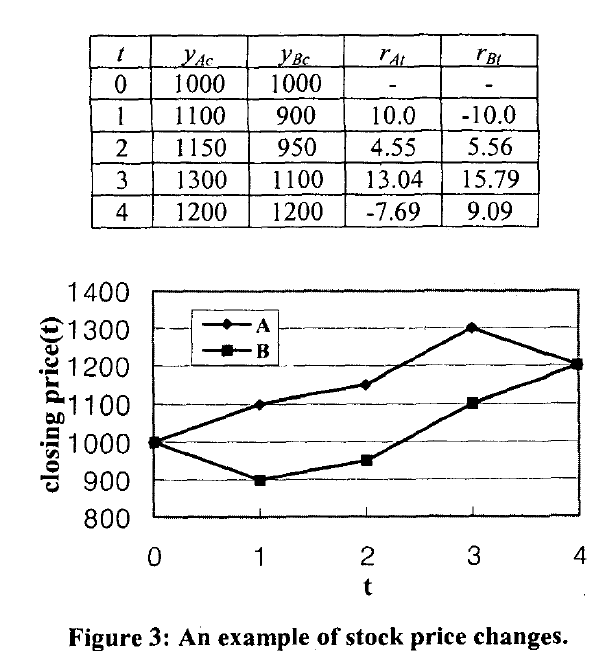 t y_Ac y_Bc r_At r_Bt
0 1000 1000 - -
1 1100 900 10.0 -10.0
2 1150 950 4.55 5.56
3 1300 1100 13.04 15.79
4 1200 1200 -7.69 9.09
1400
1300
1200
1100
1000
900
800
closing price(t)
A
B
0 1 2 3 4
t
Figure 3: An example of stock price changes.